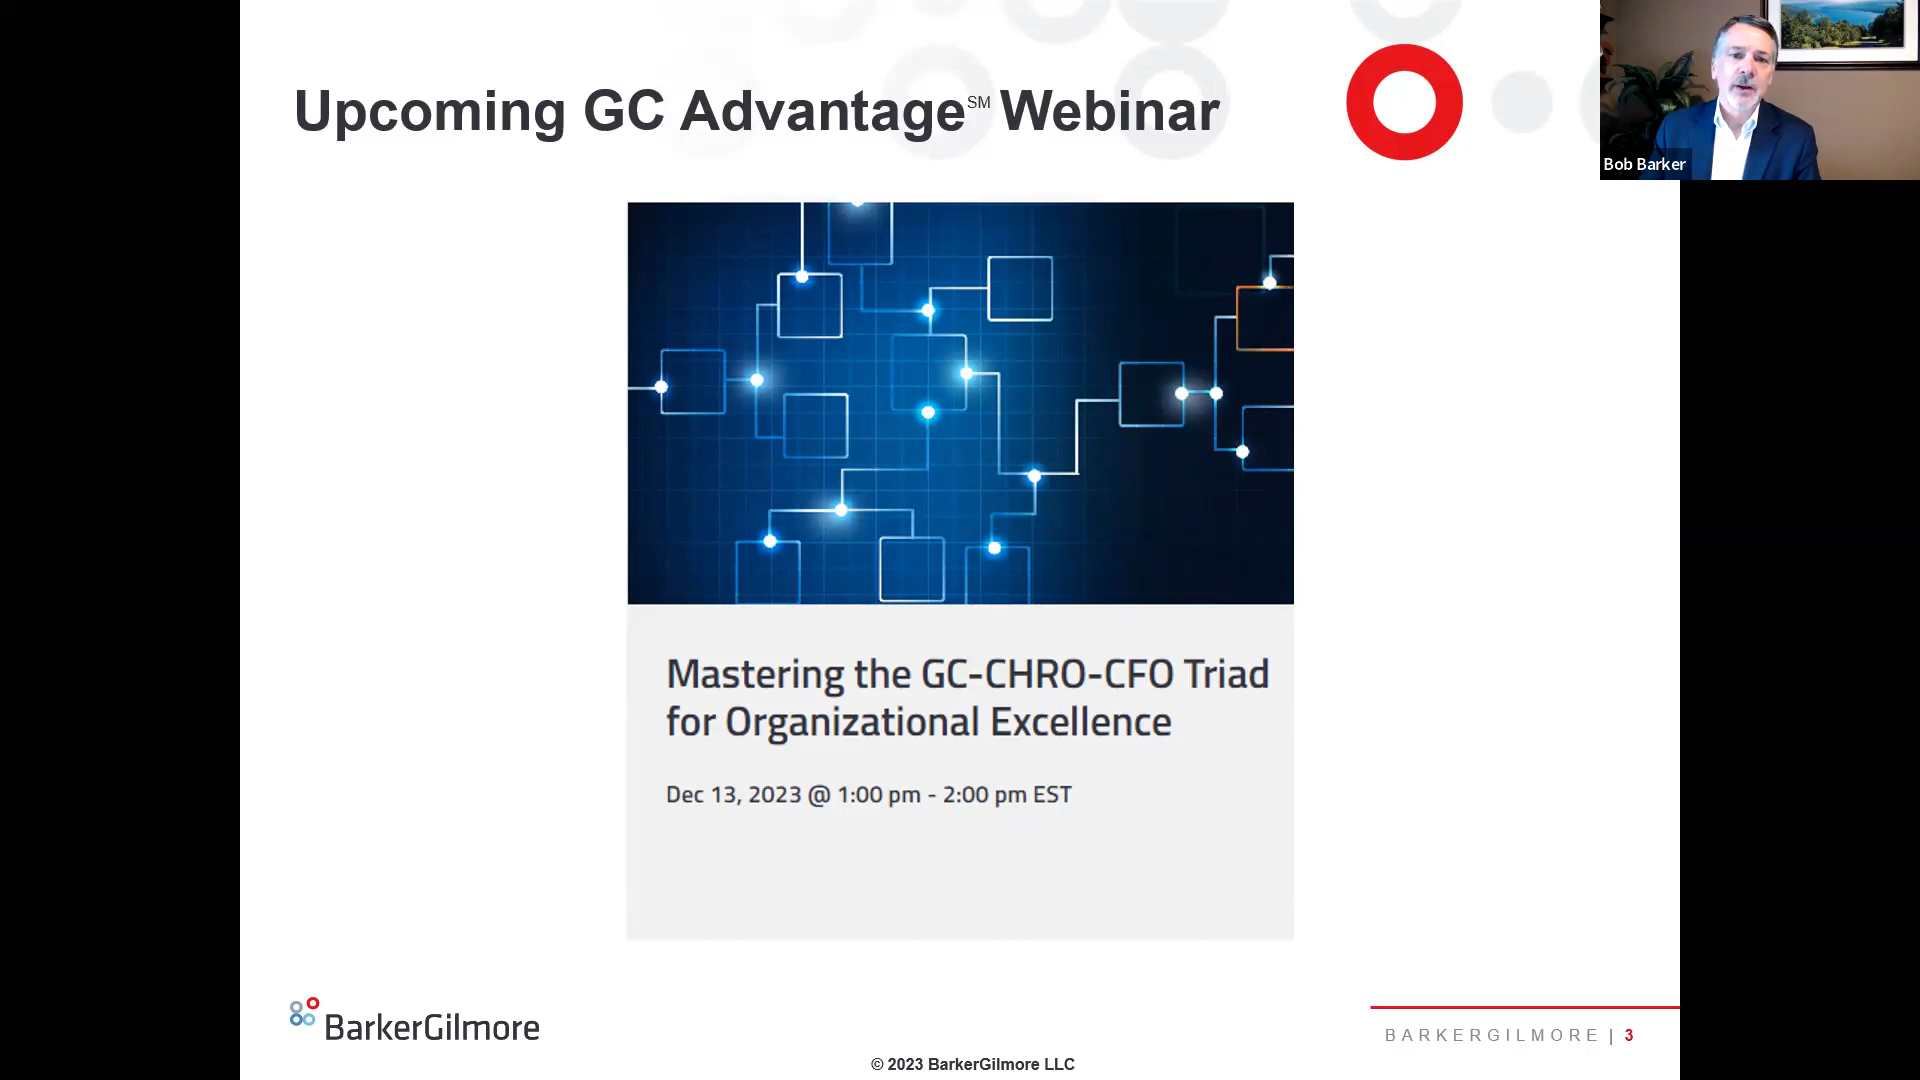 Upcoming GC Advantage℠ Webinar
Bob Barker
Mastering the GC-CHRO-CFO Triad
for Organizational Excellence
Dec 13, 2023 @ 1:00 pm - 2:00 pm EST
BarkerGilmore
BARKERGILMORE | 3
© 2023 BarkerGilmore LLC